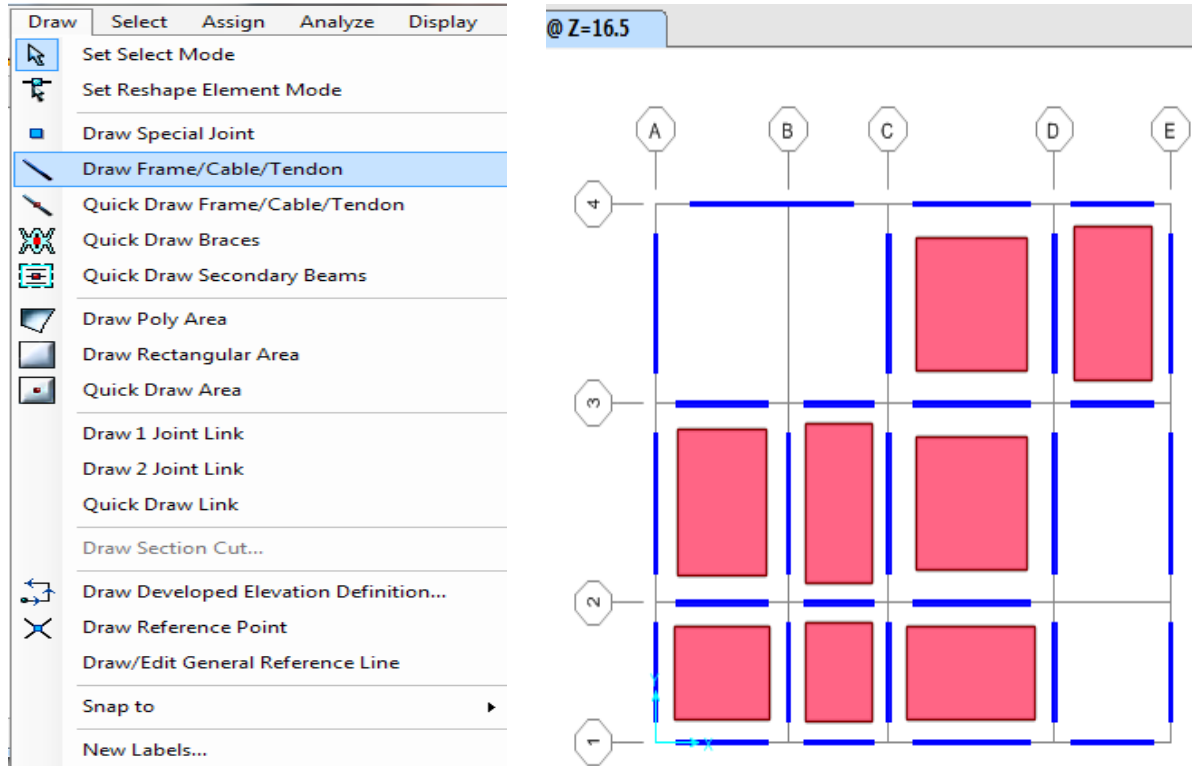 Draw Select Assign Analyze Display
Set Select Mode
Set Reshape Element Mode
Draw Special Joint
Draw Frame/Cable/Tendon
Quick Draw Frame/Cable/Tendon
Quick Draw Braces
Quick Draw Secondary Beams
Draw Poly Area
Draw Rectangular Area
Quick Draw Area
Draw 1 Joint Link
Draw 2 Joint Link
Quick Draw Link
Draw Section Cut...
Draw Developed Elevation Definition...
Draw Reference Point
Draw/Edit General Reference Line
Snap to
New Labels...
@ Z=16.5
A B C D E
4
3
2
1
Y
X